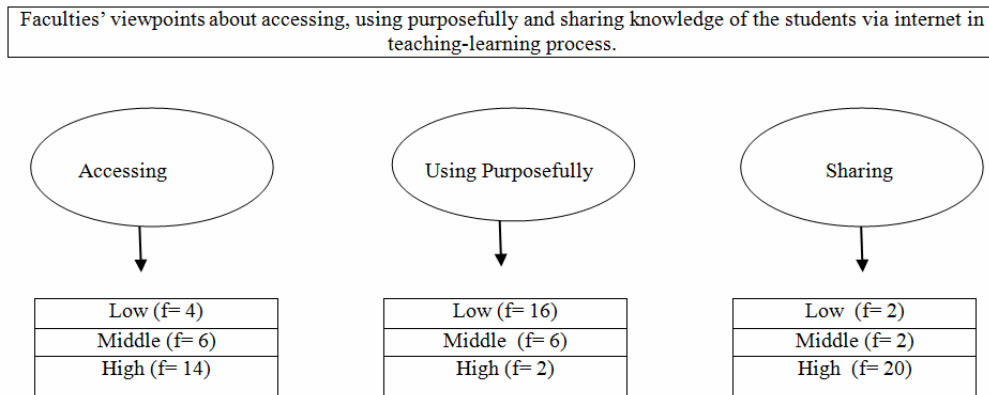 Faculties’ viewpoints about accessing, using purposefully and sharing knowledge of the students via internet in
teaching-learning process.
Accessing
Using Purposefully
Sharing
Low (f= 4)
Middle (f= 6)
High (f= 14)
Low (f= 16)
Middle (f= 6)
High (f= 2)
Low (f= 2)
Middle (f= 2)
High (f= 20)